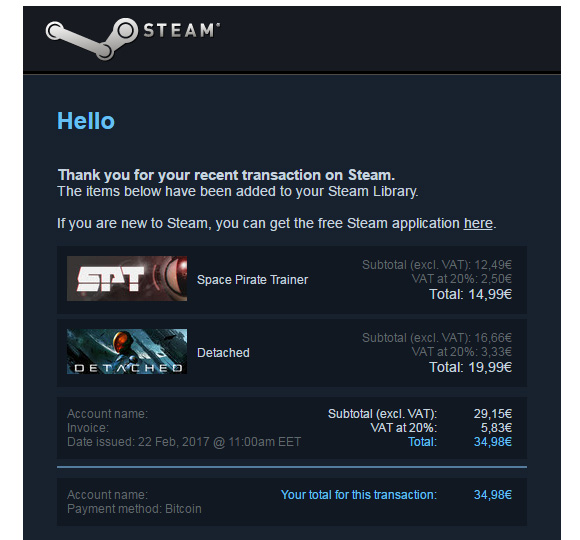 STEAM®
Hello
Thank you for your recent transaction on Steam.
The items below have been added to your Steam Library.
If you are new to Steam, you can get the free Steam application here.
SPT
Space Pirate Trainer
Subtotal (excl. VAT): 12,49€
VAT at 20%: 2,50€
Total: 14,99€
DETACHED
Detached
Subtotal (excl. VAT): 16,66€
VAT at 20%: 3,33€
Total: 19,99€
Account name:
Invoice:
Date issued: 22 Feb, 2017 @ 11:00am EET
Subtotal (excl. VAT): 29,15€
VAT at 20%: 5,83€
Total: 34,98€
Account name:
Payment method: Bitcoin
Your total for this transaction: 34,98€